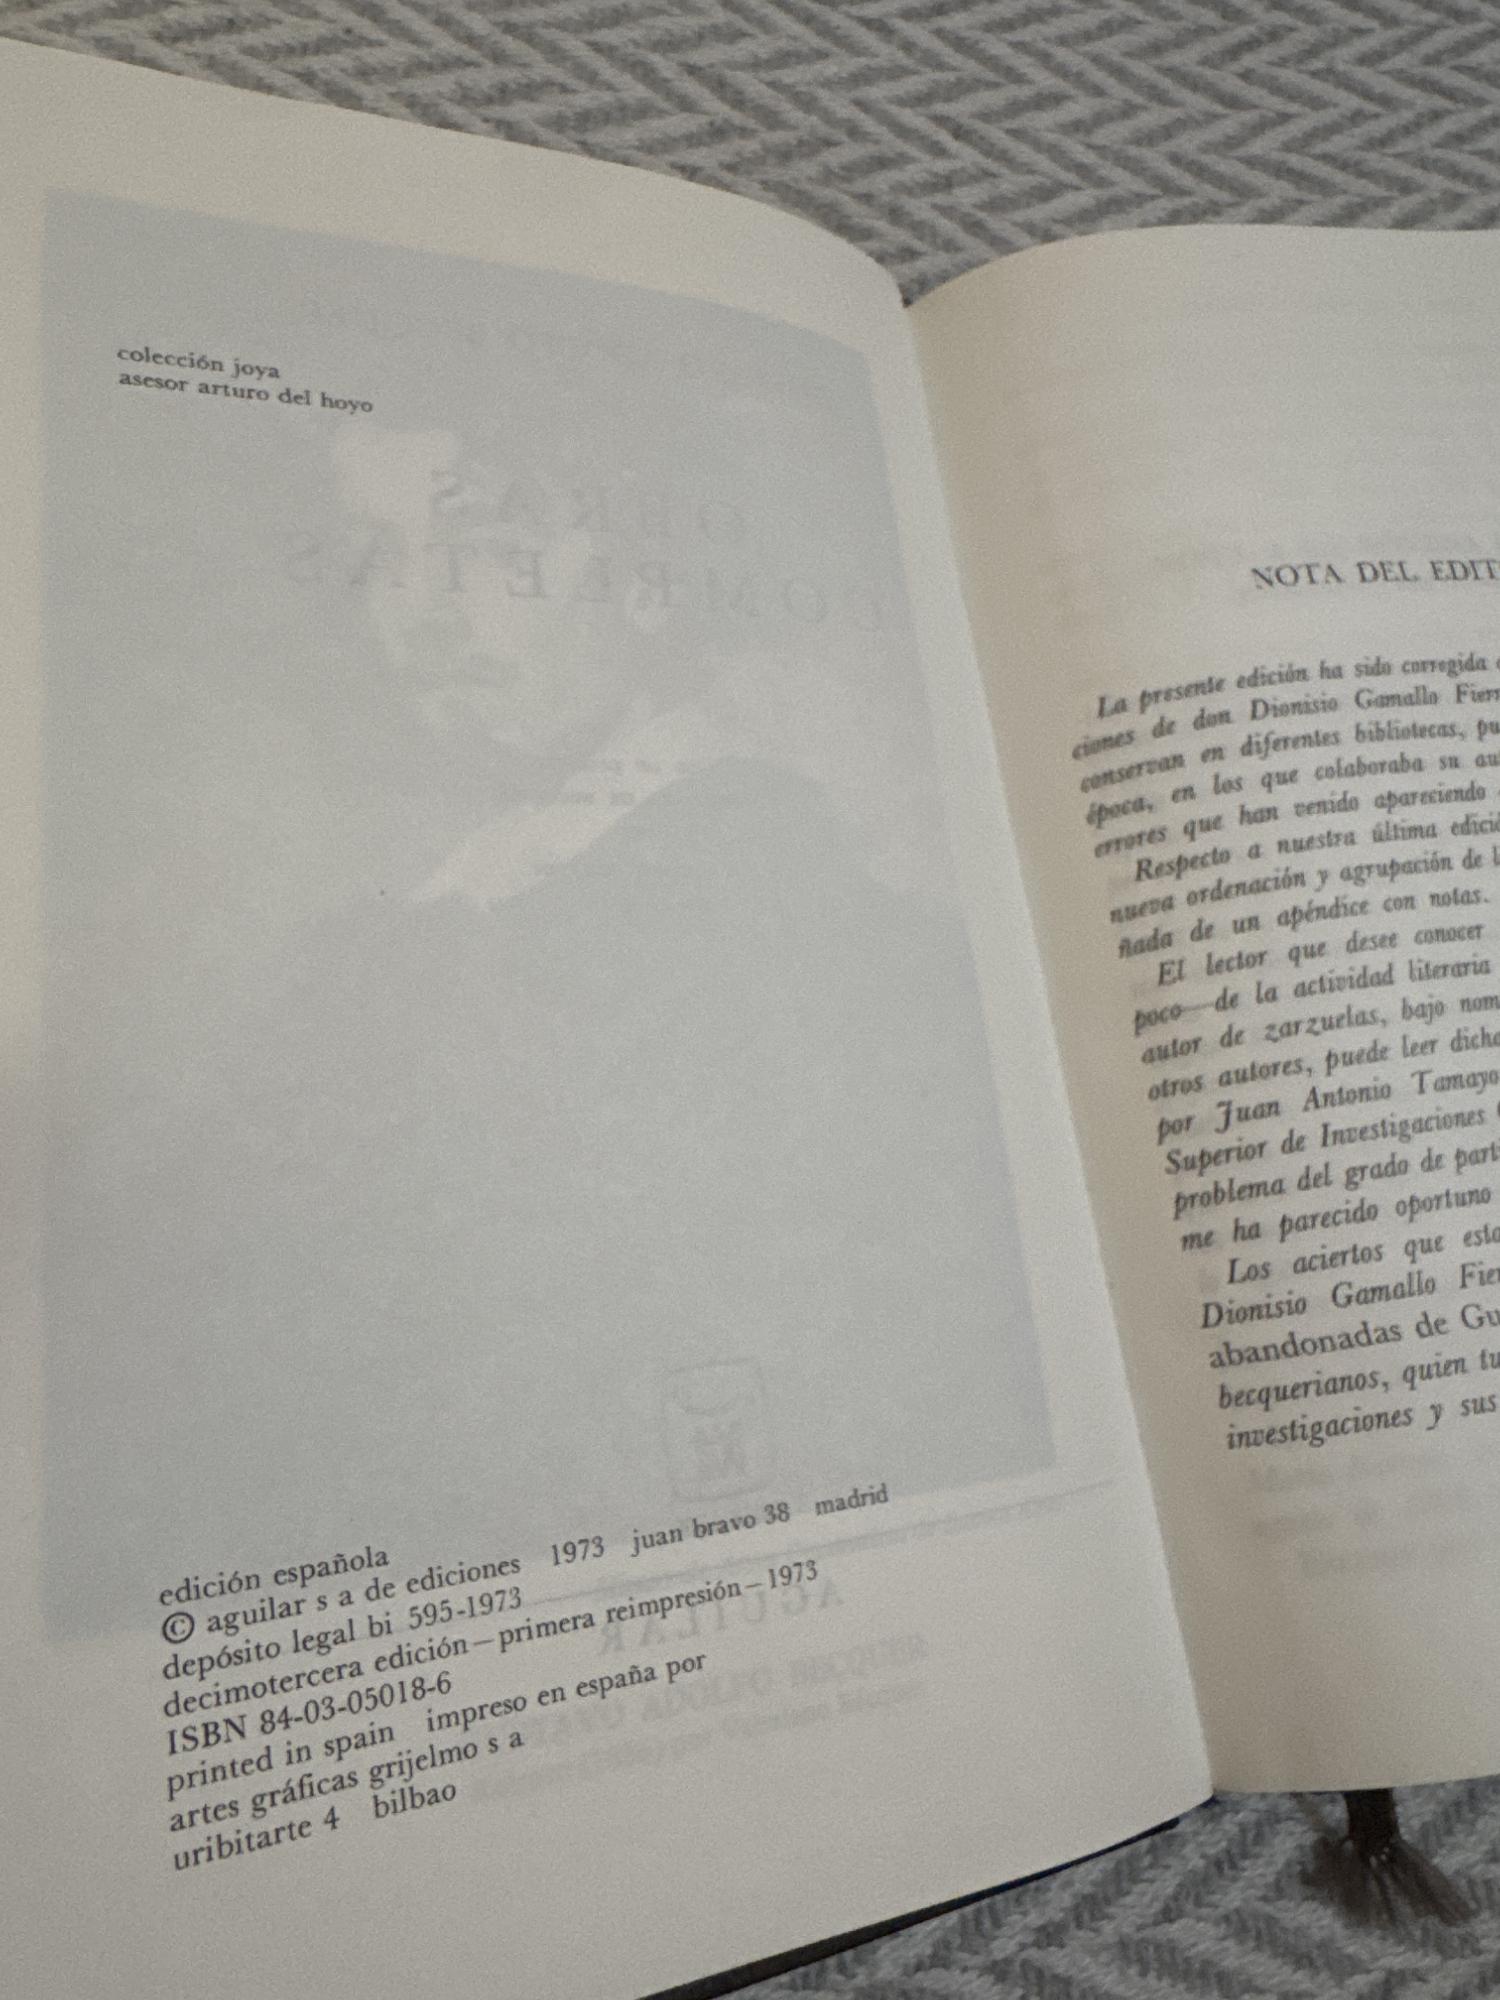 colección joya
asesor arturo del hoyo
OBRAS
COMPLETAS
AGUILAR
edición española
© aguilar s a de ediciones 1973 juan bravo 38 madrid
depósito legal bi 595-1973
decimotercera edición—primera reimpresión—1973
ISBN 84-03-05018-6
printed in spain impreso en españa por
artes gráficas grijelmo s a
uribitarte 4 bilbao
NOTA DEL EDIT
La presente edición ha sido corregida
ciones de don Dionisio Gamallo Fier
conservan en diferentes bibliotecas, pu
época, en los que colaboraba su au
errores que han venido apareciendo
Respecto a nuestra última edici
nueva ordenación y agrupación de l
ñada de un apéndice con notas.
El lector que desee conocer
poco—de la actividad literaria
autor de zarzuelas, bajo nom
otros autores, puede leer dich
por Juan Antonio Tamayo
Superior de Investigaciones
problema del grado de part
me ha parecido oportuno
Los aciertos que est
Dionisio Gamallo Fie
abandonadas de Gu
becquerianos, quien tu
investigaciones y sus